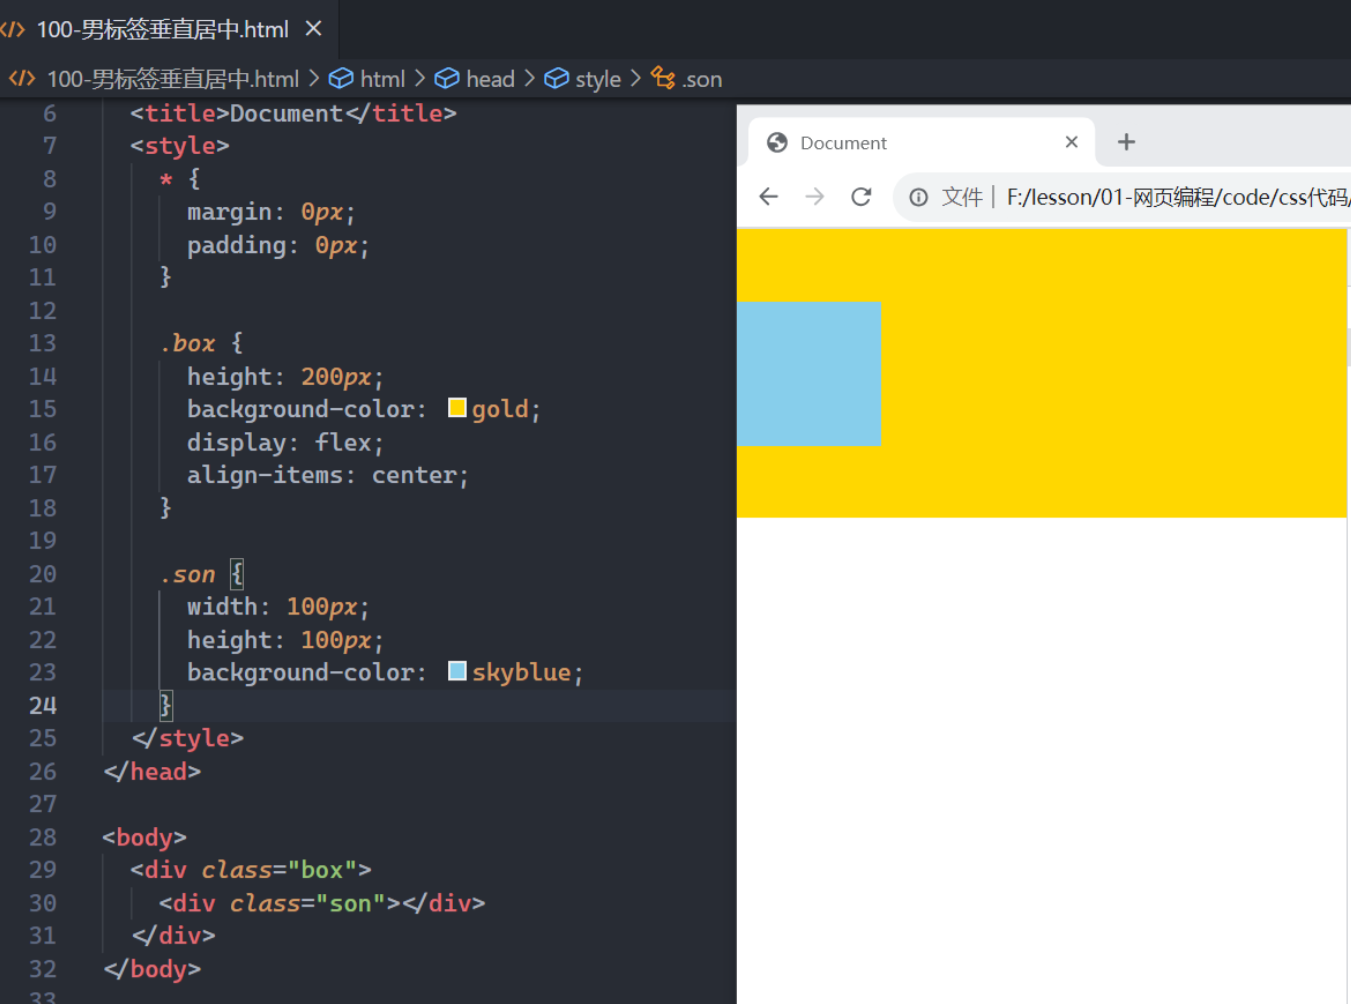 100-男标签垂直居中.html
100-男标签垂直居中.html > html > head > style > .son
6 <title>Document</title>
7 <style>
8 * {
9 margin: 0px;
10 padding: 0px;
11 }
12
13 .box {
14 height: 200px;
15 background-color: gold;
16 display: flex;
17 align-items: center;
18 }
19
20 .son {
21 width: 100px;
22 height: 100px;
23 background-color: skyblue;
24 }
25 </style>
26 </head>
27
28 <body>
29 <div class="box">
30 <div class="son"></div>
31 </div>
32 </body>
33
Document
文件 | F:/lesson/01-网页编程/code/css代码/